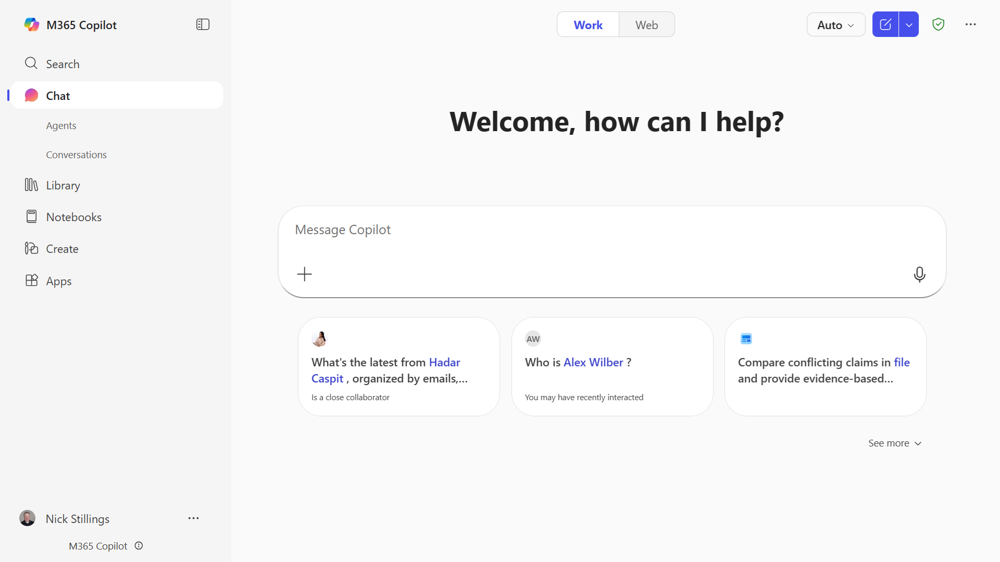 M365 Copilot
Search
Chat
Agents
Conversations
Library
Notebooks
Create
Apps
Nick Stillings
M365 Copilot
Work
Web
Auto
Welcome, how can I help?
Message Copilot
What's the latest from Hadar
Caspit , organized by emails,...
Is a close collaborator
AW
Who is Alex Wilber ?
You may have recently interacted
Compare conflicting claims in file
and provide evidence-based...
See more